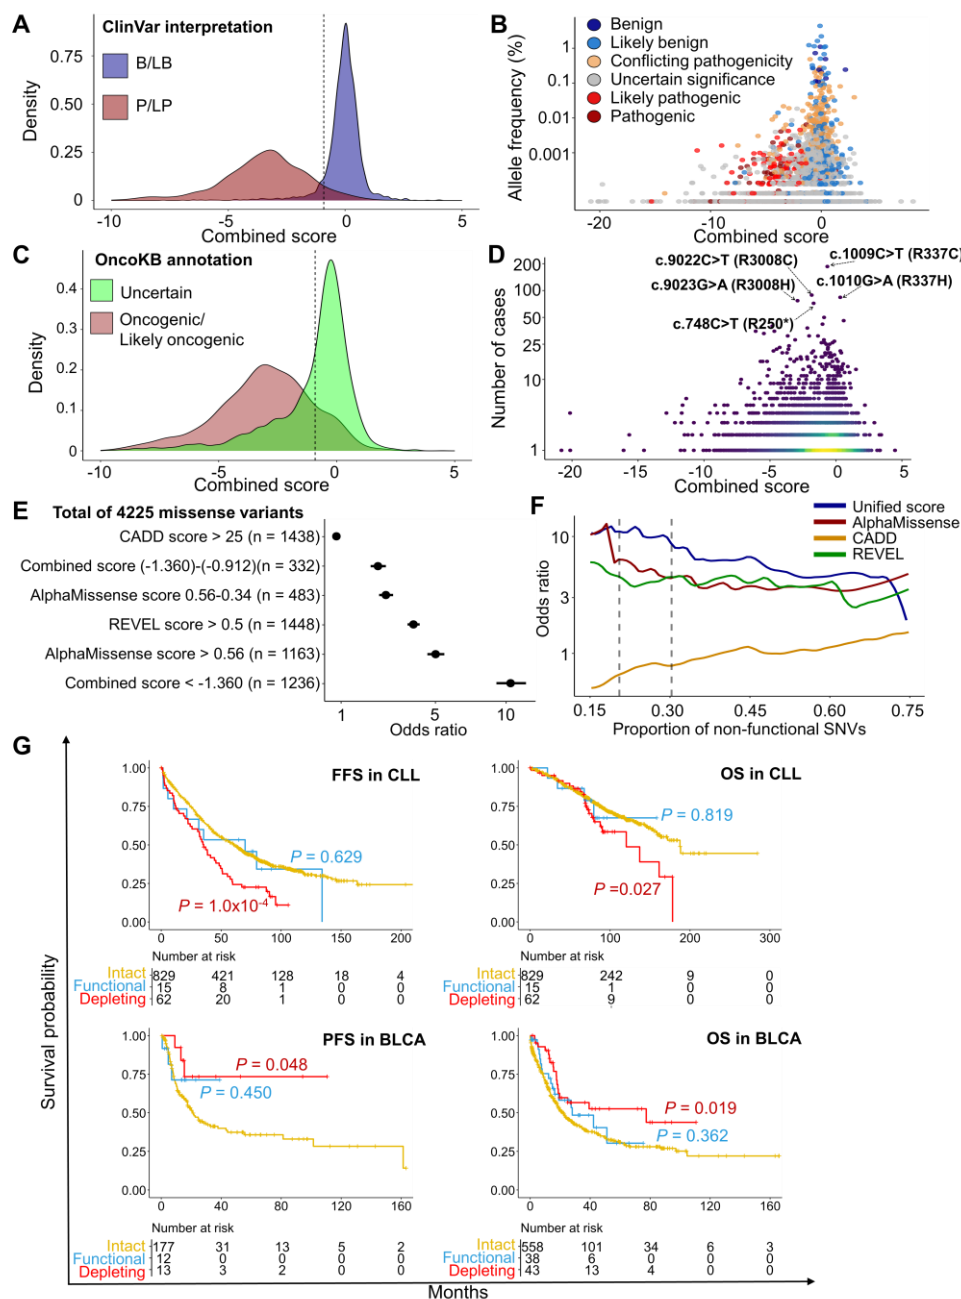 A
ClinVar interpretation
B/LB
P/LP
Density
0.75
0.50
0.25
0
-10
-5
0
5
Combined score
B
Benign
Likely benign
Conflicting pathogenicity
Uncertain significance
Likely pathogenic
Pathogenic
Allele frequency (%)
1
0.1
0.01
0.001
-20
-10
0
Combined score
C
OncoKB annotation
Uncertain
Oncogenic/
Likely oncogenic
Density
0.4
0.3
0.2
0.1
0
-10
-5
0
5
Combined score
D
c.9022C>T (R3008C)
c.1009C>T (R337C)
c.9023G>A (R3008H)
c.1010G>A (R337H)
c.748C>T (R250*)
Number of cases
200
100
50
25
10
1
-20
-15
-10
-5
0
5
Combined score
E
Total of 4225 missense variants
CADD score > 25 (n = 1438)
Combined score (-1.360)-(-0.912)(n = 332)
AlphaMissense score 0.56-0.34 (n = 483)
REVEL score > 0.5 (n = 1448)
AlphaMissense score > 0.56 (n = 1163)
Combined score < -1.360 (n = 1236)
1
5
10
Odds ratio
F
Unified score
AlphaMissense
CADD
REVEL
Odds ratio
10
3
1
0.15
0.30
0.45
0.60
0.75
Proportion of non-functional SNVs
G
Survival probability
FFS in CLL
1.00
0.75
0.50
0.25
0.00
P = 0.629
P = 1.0x10-4
0 50 100 150 200
Number at risk
Intact 829 421 128 18 4
Functional 15 8 1 0 0
Depleting 62 20 1 0 0
OS in CLL
1.00
0.75
0.50
0.25
0.00
P = 0.819
P =0.027
0 100 200 300
Number at risk
Intact 829 242 9 0
Functional 15 1 0 0
Depleting 62 9 0 0
PFS in BLCA
1.00
0.75
0.50
0.25
0.00
P = 0.048
P = 0.450
0 40 80 120 160
Number at risk
Intact 177 31 13 5 2
Functional 12 0 0 0 0
Depleting 13 3 2 0 0
OS in BLCA
1.00
0.75
0.50
0.25
0.00
P = 0.019
P = 0.362
0 40 80 120 160
Number at risk
Intact 558 101 34 6 3
Functional 38 6 0 0 0
Depleting 43 13 4 0 0
Months